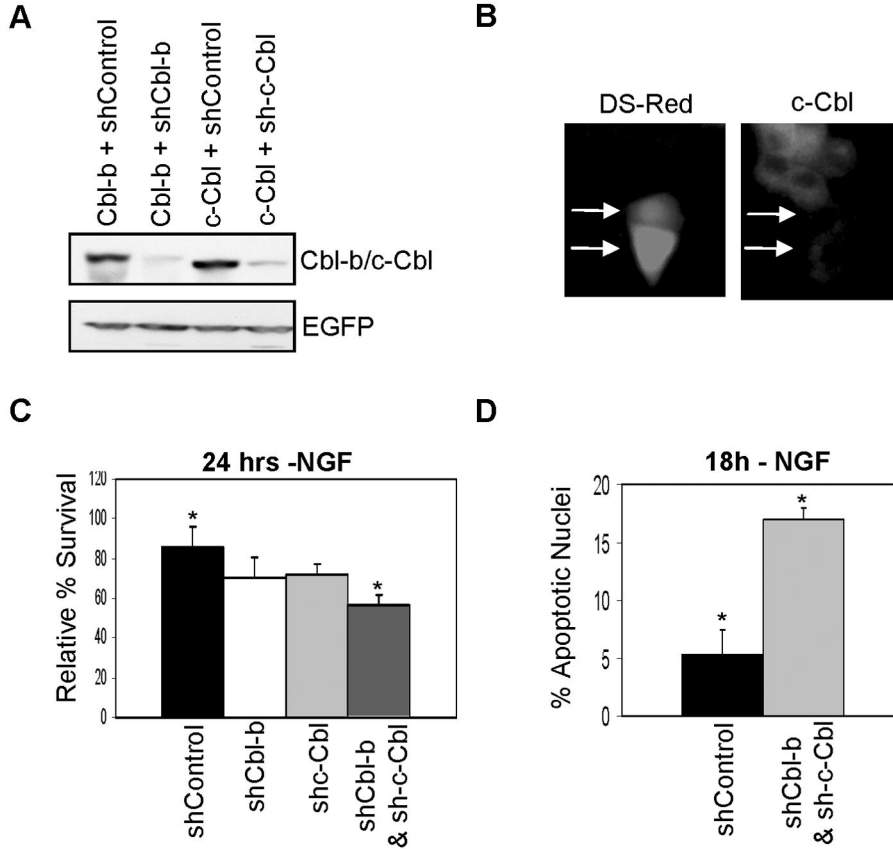 A
Cbl-b + shControl
Cbl-b + shCbl-b
c-Cbl + shControl
c-Cbl + sh-c-Cbl
Cbl-b/c-Cbl
EGFP
B
DS-Red
c-Cbl
C
24 hrs -NGF
Relative % Survival
120
100
80
60
40
20
0
*
*
shControl
shCbl-b
shc-Cbl
shCbl-b
& sh-c-Cbl
D
18h - NGF
% Apoptotic Nuclei
20
15
10
5
0
*
*
shControl
shCbl-b
& sh-c-Cbl